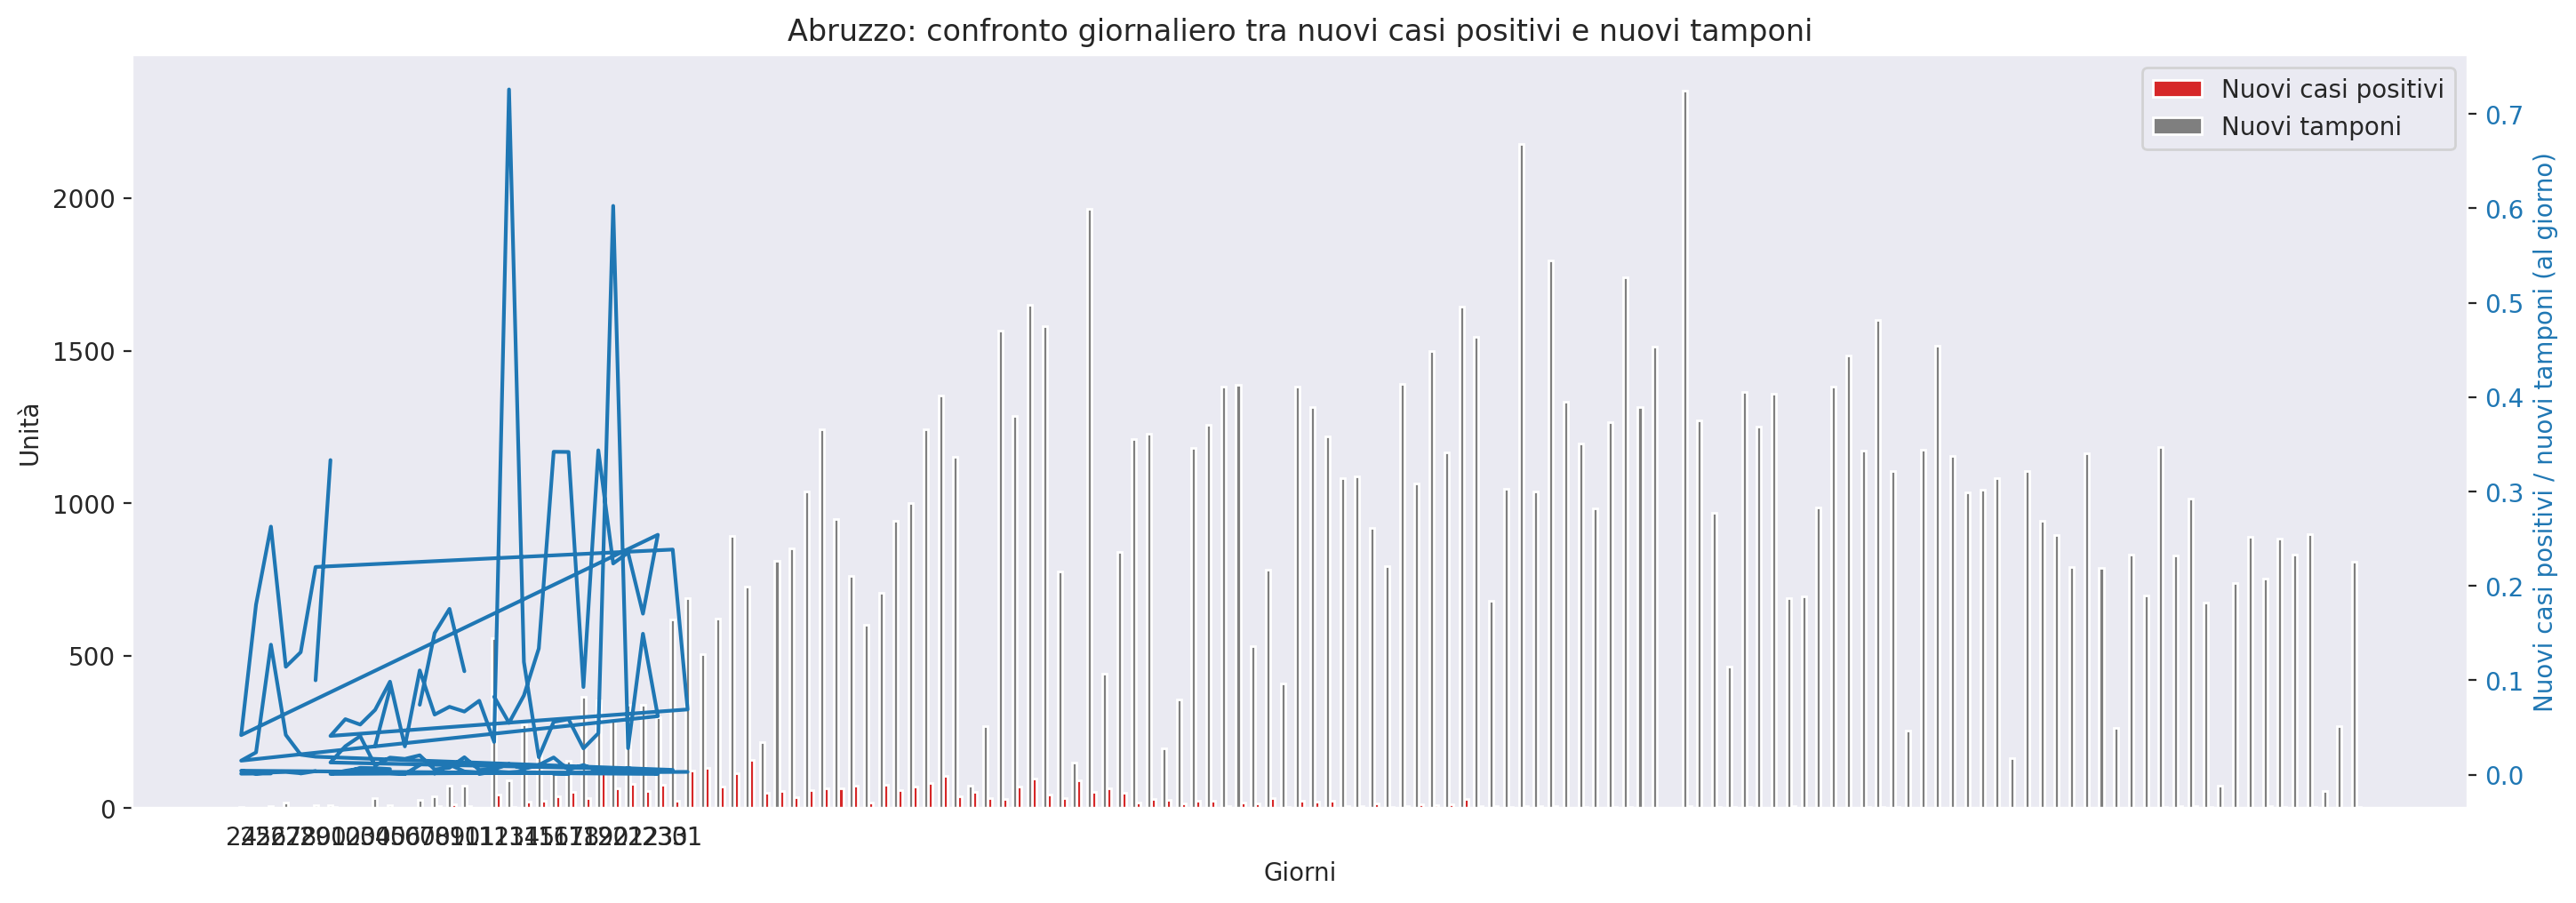 Abruzzo: confronto giornaliero tra nuovi casi positivi e nuovi tamponi
Nuovi casi positivi
Nuovi tamponi
Unità
2000
1500
1000
500
0
0.7
0.6
0.5
0.4
0.3
0.2
0.1
0.0
Nuovi casi positivi / nuovi tamponi (al giorno)
Giorni